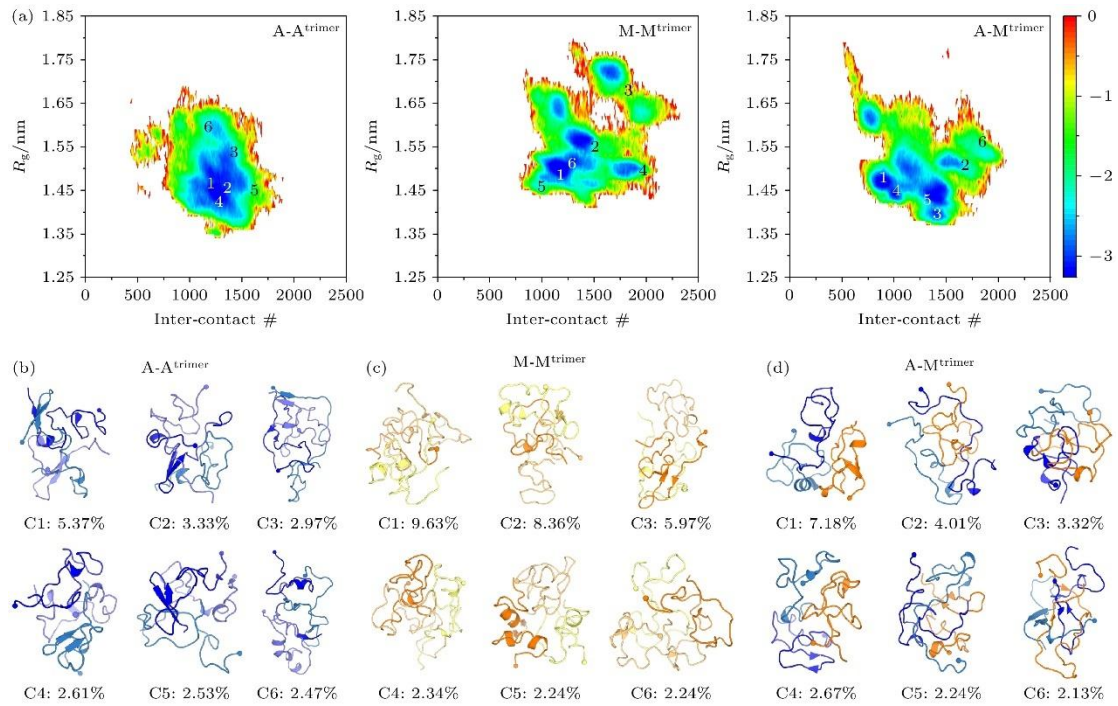 (a)
A-A^trimer
M-M^trimer
A-M^trimer
1.85
1.75
1.65
1.55
1.45
1.35
1.25
Rg/nm
6
3
1
2
5
4
0
500
1000
1500
2000
2500
Inter-contact #
1.85
1.75
1.65
1.55
1.45
1.35
1.25
Rg/nm
3
2
6
4
1
5
0
500
1000
1500
2000
2500
Inter-contact #
1.85
1.75
1.65
1.55
1.45
1.35
1.25
Rg/nm
6
2
1
4
5
3
0
500
1000
1500
2000
2500
Inter-contact #
0
−1
−2
−3
(b)
A-A^trimer
C1: 5.37% C2: 3.33% C3: 2.97%
C4: 2.61% C5: 2.53% C6: 2.47%
(c)
M-M^trimer
C1: 9.63% C2: 8.36% C3: 5.97%
C4: 2.34% C5: 2.24% C6: 2.24%
(d)
A-M^trimer
C1: 7.18% C2: 4.01% C3: 3.32%
C4: 2.67% C5: 2.24% C6: 2.13%